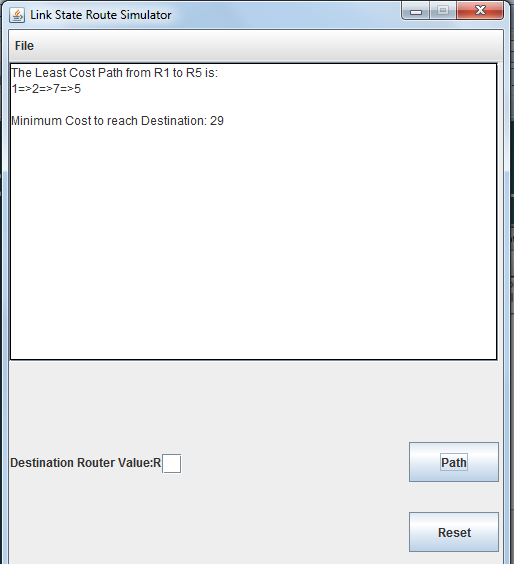 Link State Route Simulator
File
The Least Cost Path from R1 to R5 is:
1=>2=>7=>5
Minimum Cost to reach Destination: 29
Destination Router Value:R
Path
Reset